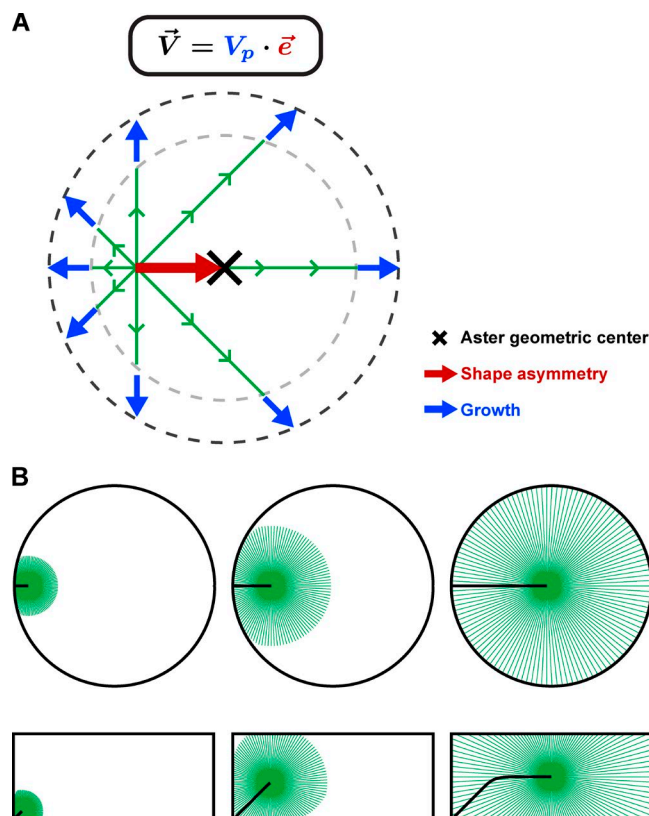 A
V⃗ = Vₚ · e⃗
Aster geometric center
Shape asymmetry
Growth
B